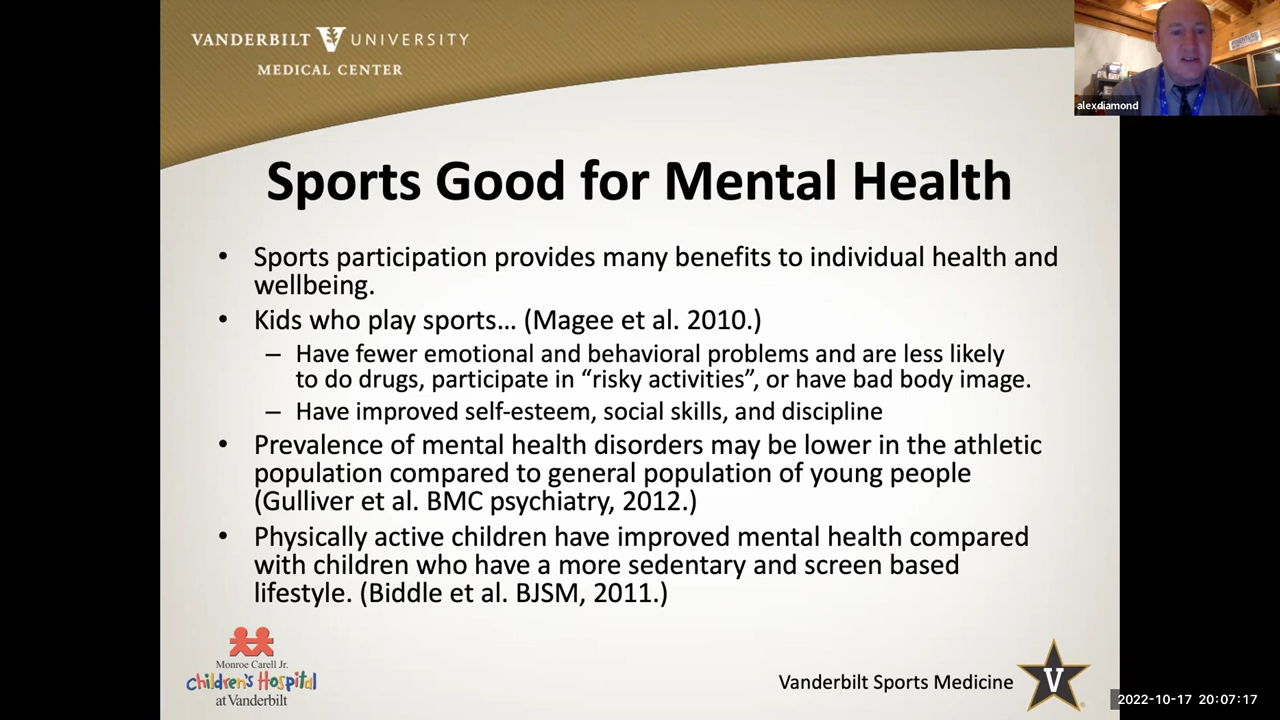 VANDERBILT V UNIVERSITY
MEDICAL CENTER
alexdiamond
Sports Good for Mental Health
• Sports participation provides many benefits to individual health and
wellbeing.
• Kids who play sports... (Magee et al. 2010.)
– Have fewer emotional and behavioral problems and are less likely
to do drugs, participate in “risky activities”, or have bad body image.
– Have improved self-esteem, social skills, and discipline
• Prevalence of mental health disorders may be lower in the athletic
population compared to general population of young people
(Gulliver et al. BMC psychiatry, 2012.)
• Physically active children have improved mental health compared
with children who have a more sedentary and screen based
lifestyle. (Biddle et al. BJSM, 2011.)
Monroe Carell Jr.
Children's Hospital
at Vanderbilt
Vanderbilt Sports Medicine
V
2022-10-17 20:07:17